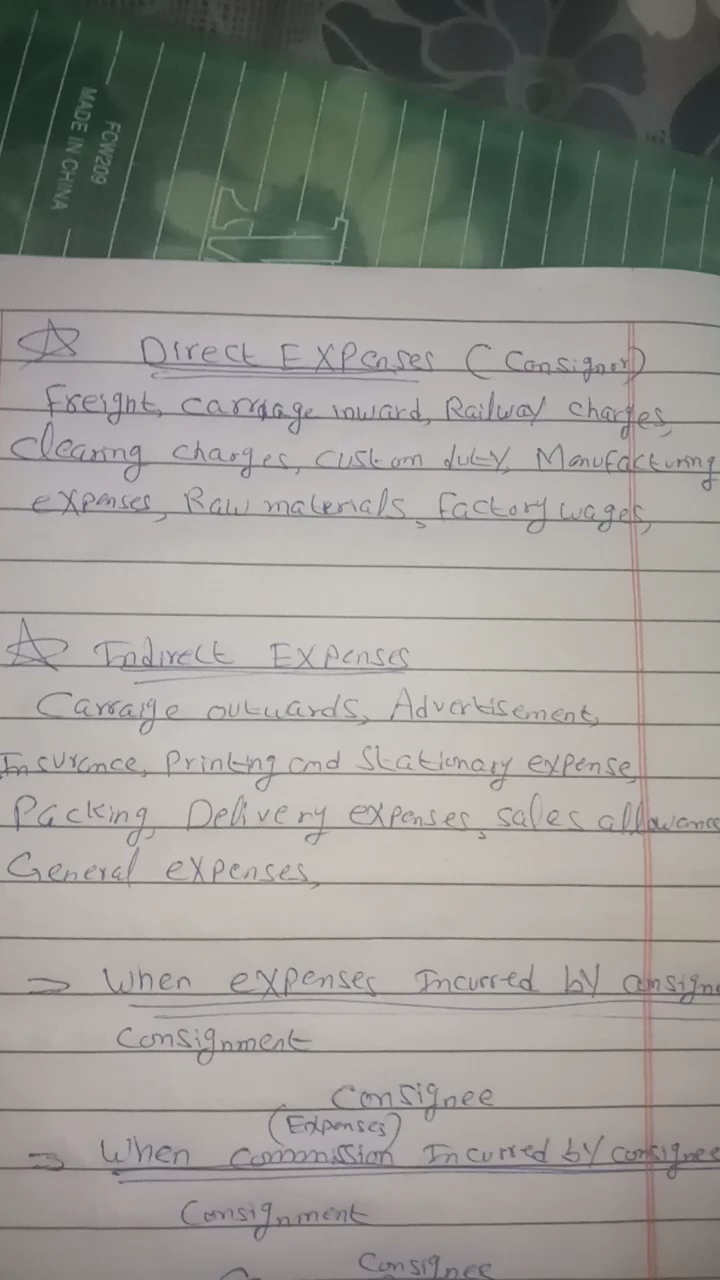 FCW209
MADE IN CHINA
Direct Expenses (Consignor)
Freight, Carriage inward, Railway charges,
Clearing charges, custom duty, Manufacturing
expenses, Raw materials, factory wages,
Indirect Expenses
Carraige outwards, Advertisement,
Insurance, Printing and Stationary expense
Packing, Delivery expenses, sales allowance
General expenses,
⇒ When expenses Incurred by
Consignment
Consignee
(Expenses)
⇒ When commission Incurred by consignee
Consignment
Consignee